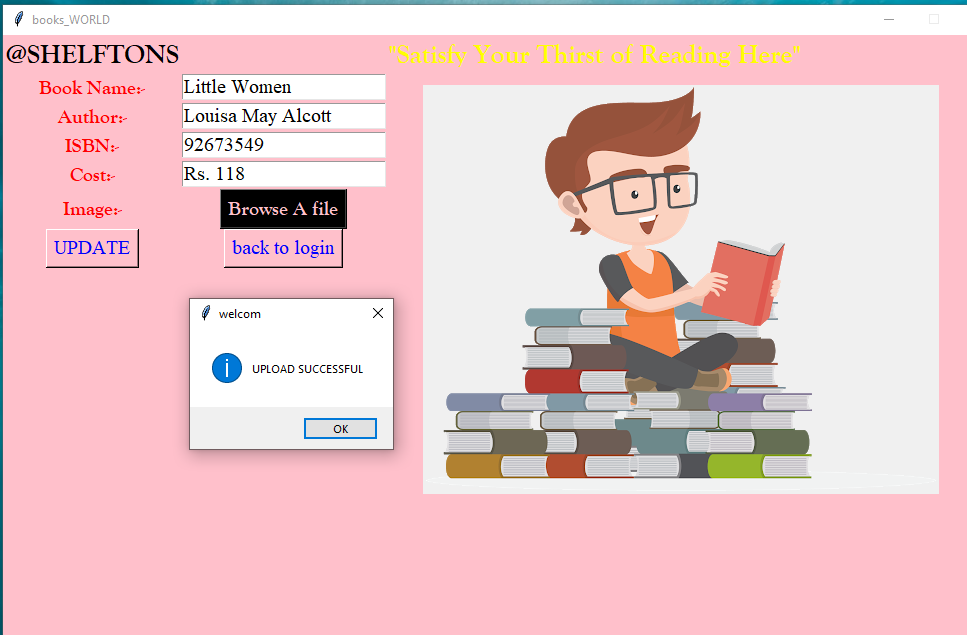 books_WORLD
@SHELFTONS
"Satisfy Your Thirst of Reading Here"
Book Name:-
Little Women
Author:-
Louisa May Alcott
ISBN:-
92673549
Cost:-
Rs. 118
Image:-
Browse A file
UPDATE
back to login
welcom
UPLOAD SUCCESSFUL
OK